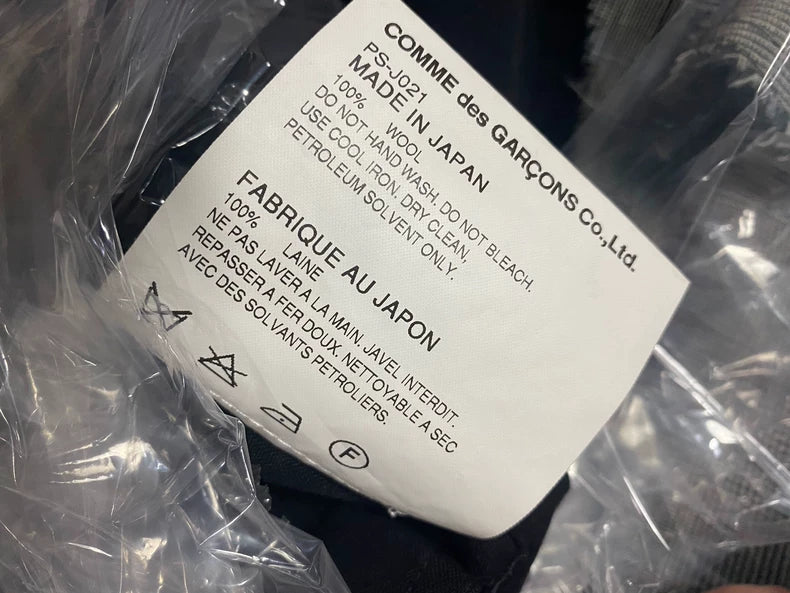 COMME des GARÇONS Co.,Ltd.
PS-J021
MADE IN JAPAN
100% WOOL
DO NOT HAND WASH. DO NOT BLEACH.
USE COOL IRON. DRY CLEAN,
PETROLEUM SOLVENT ONLY.
FABRIQUE AU JAPON
100% LAINE
NE PAS LAVER A LA MAIN. JAVEL INTERDIT.
REPASSER A FER DOUX. NETTOYABLE A SEC
AVEC DES SOLVANTS PETROLIERS.
F